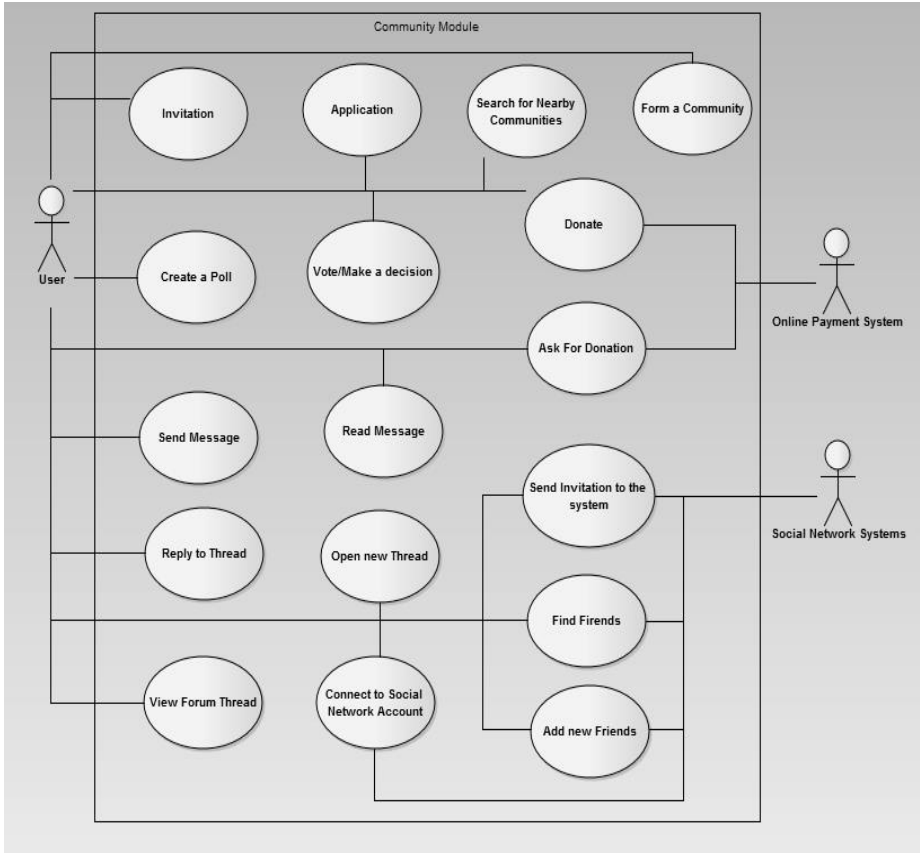 Community Module
Invitation
Application
Search for Nearby
Communities
Form a Community
User
Create a Poll
Vote/Make a decision
Donate
Online Payment System
Ask For Donation
Send Message
Read Message
Send Invitation to the
system
Social Network Systems
Reply to Thread
Open new Thread
Find Firends
View Forum Thread
Connect to Social
Network Account
Add new Friends